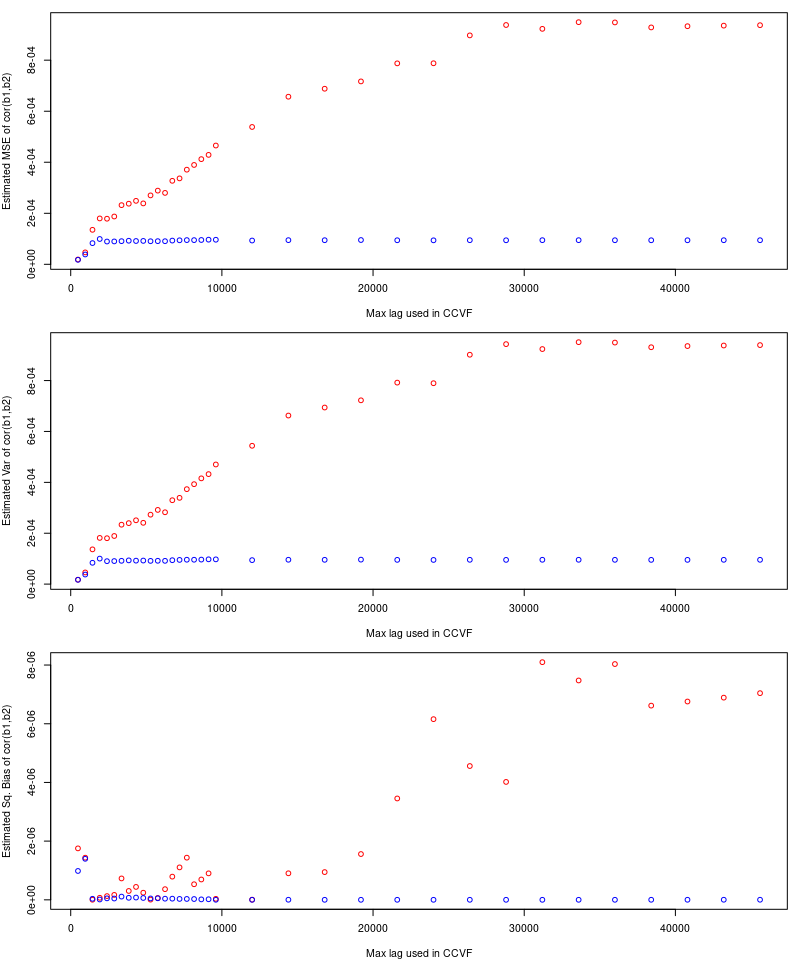 Estimated MSE of cor(b1,b2)
0e+00 2e-04 4e-04 6e-04 8e-04
0 10000 20000 30000 40000
Max lag used in CCVF
Estimated Var of cor(b1,b2)
0e+00 2e-04 4e-04 6e-04 8e-04
0 10000 20000 30000 40000
Max lag used in CCVF
Estimated Sq. Bias of cor(b1,b2)
0e+00 2e-06 4e-06 6e-06 8e-06
0 10000 20000 30000 40000
Max lag used in CCVF